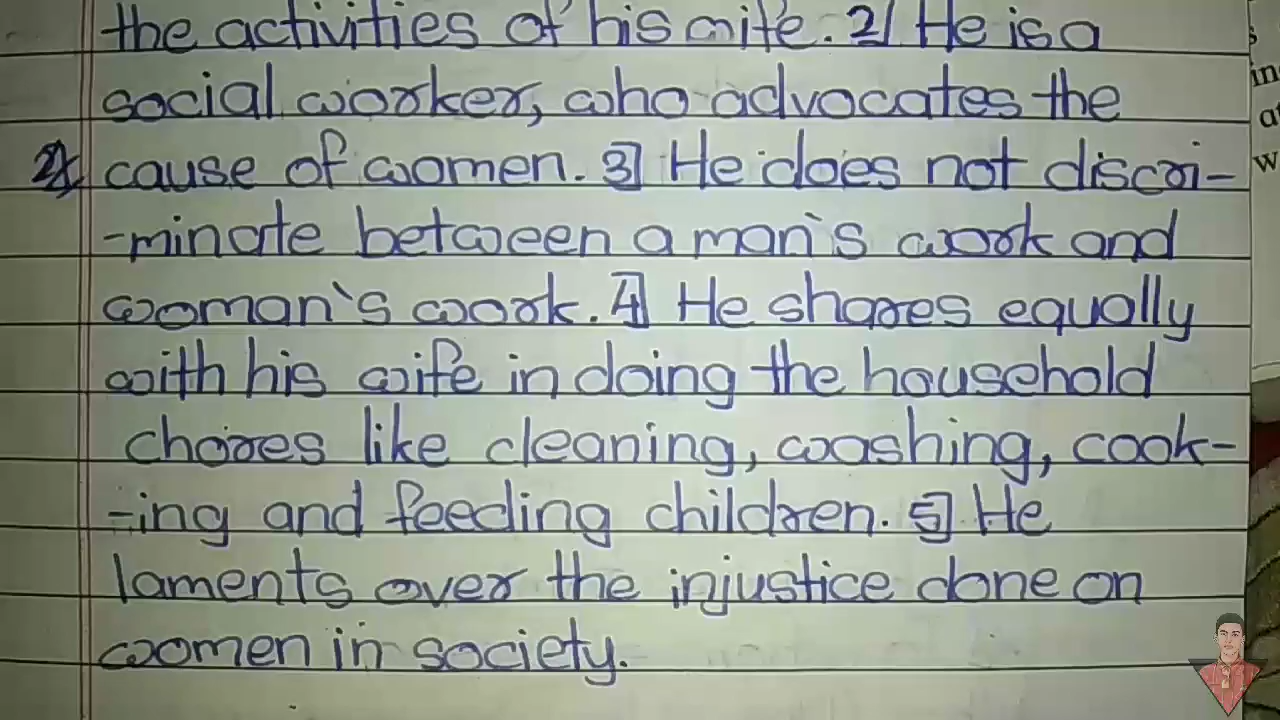 the activities of his wife. 2] He is a
social worker, who advocates the
cause of women. 3] He does not discri-
-minate between a man's work and
woman's work. 4] He shares equally
with his wife in doing the household
chores like cleaning, washing, cook-
-ing and feeding children. 5] He
laments over the injustice done on
women in society.
s
in
a
w